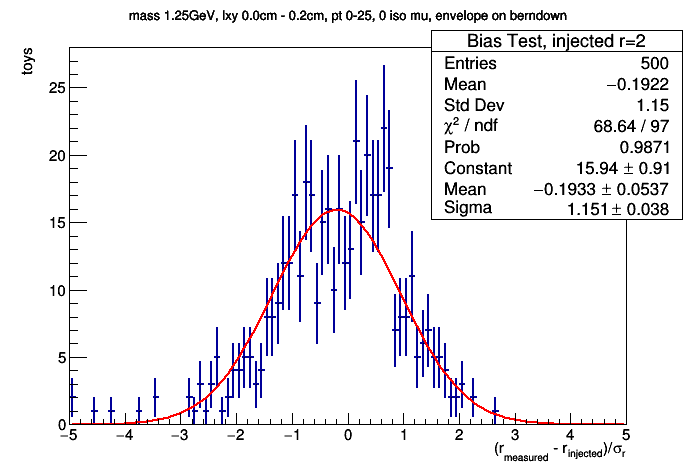 mass 1.25GeV, lxy 0.0cm - 0.2cm, pt 0-25, 0 iso mu, envelope on berndown
toys
Bias Test, injected r=2
Entries 500
Mean −0.1922
Std Dev 1.15
χ² / ndf 68.64 / 97
Prob 0.9871
Constant 15.94 ± 0.91
Mean −0.1933 ± 0.0537
Sigma 1.151 ± 0.038
25
20
15
10
5
0
−5 −4 −3 −2 −1 0 1 2 3 4 5
(r_measured - r_injected)/σ_r